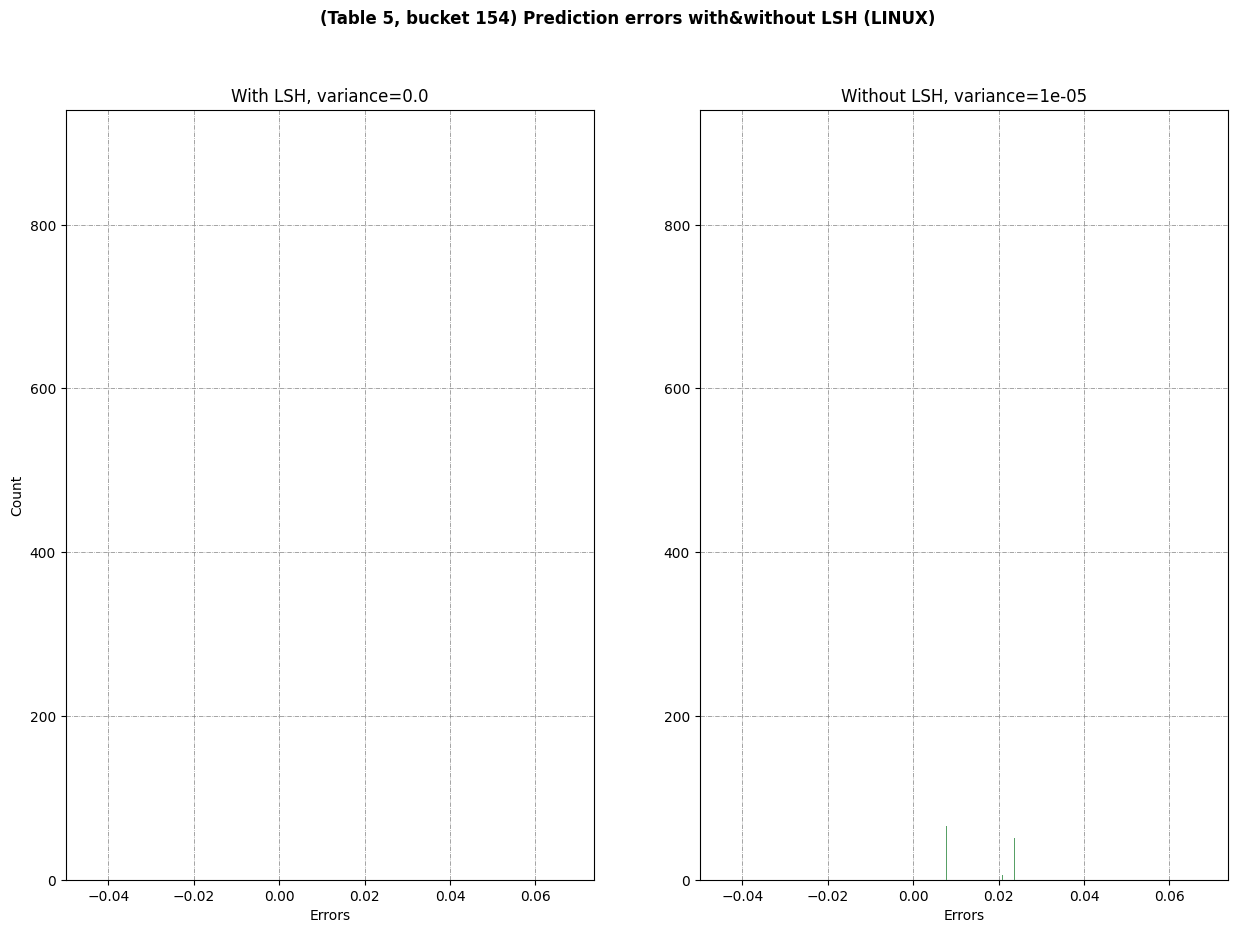 (Table 5, bucket 154) Prediction errors with&without LSH (LINUX)
With LSH, variance=0.0
800
600
400
200
0
Count
−0.04 −0.02 0.00 0.02 0.04 0.06
Errors
Without LSH, variance=1e-05
800
600
400
200
0
−0.04 −0.02 0.00 0.02 0.04 0.06
Errors